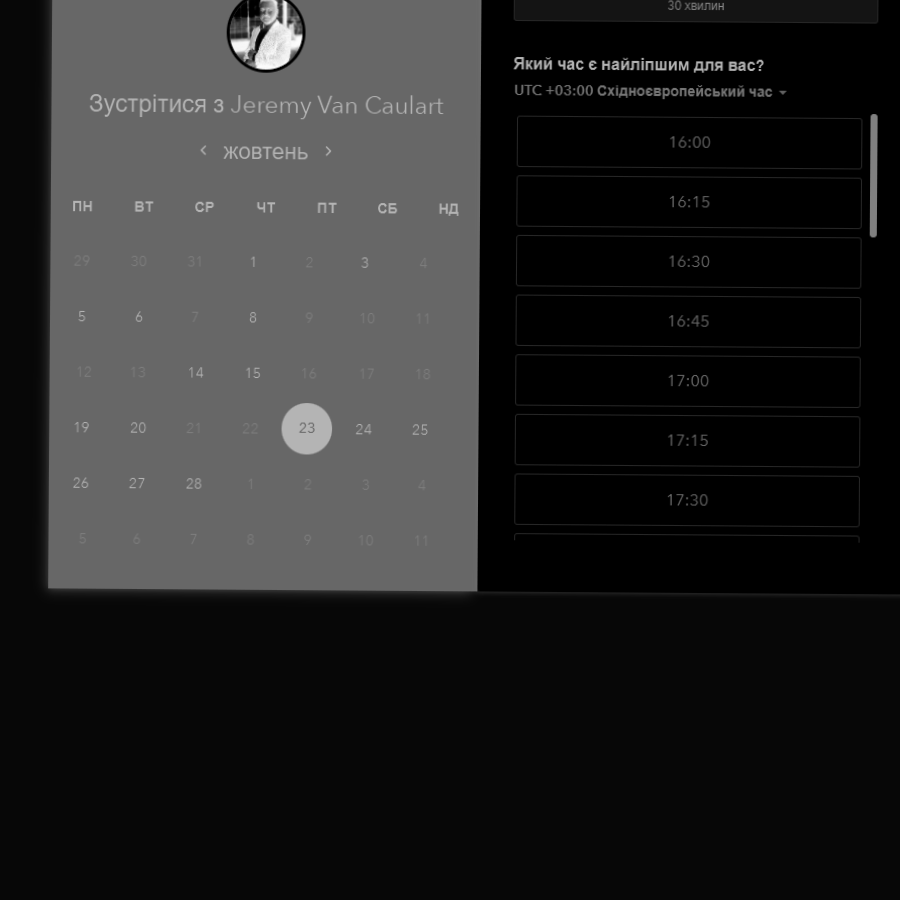 Зустрітися з Jeremy Van Caulart
‹ жовтень ›
ПН ВТ СР ЧТ ПТ СБ НД
29 30 31 1 2 3 4
5 6 7 8 9 10 11
12 13 14 15 16 17 18
19 20 21 22 23 24 25
26 27 28 1 2 3 4
5 6 7 8 9 10 11
30 хвилин
Який час є найліпшим для вас?
UTC +03:00 Східноєвропейський час
16:00
16:15
16:30
16:45
17:00
17:15
17:30